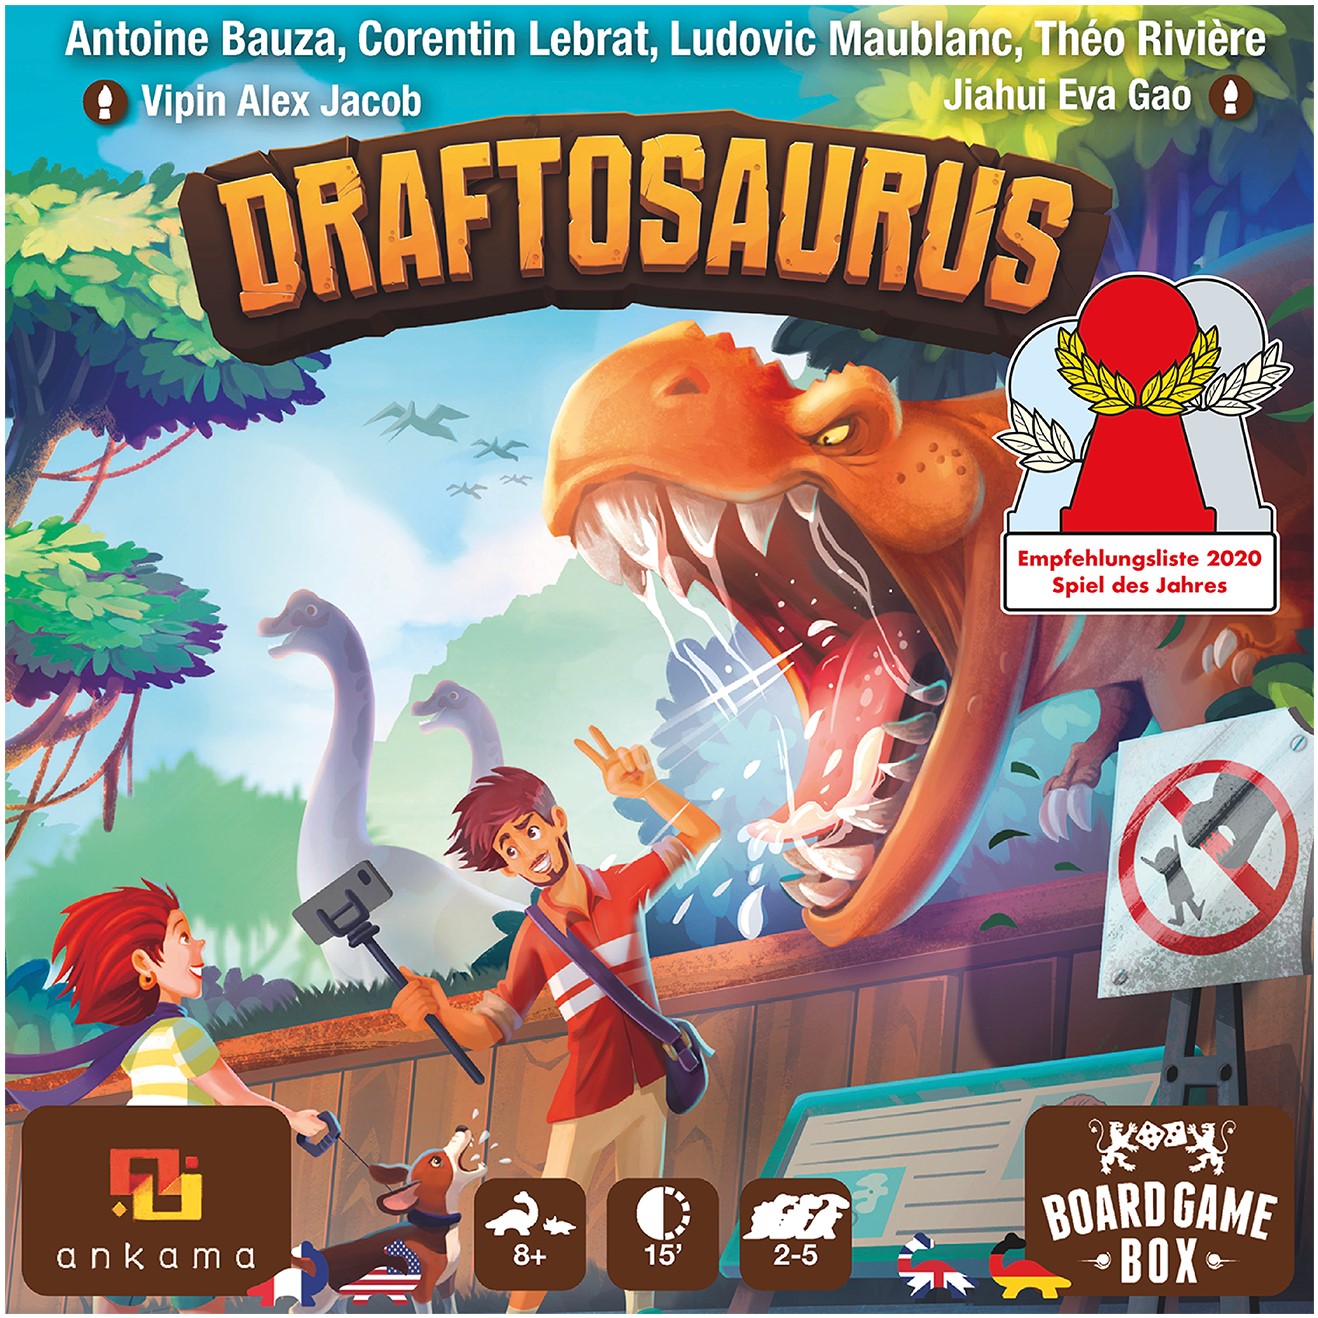 Antoine Bauza, Corentin Lebrat, Ludovic Maublanc, Théo Rivière
Vipin Alex Jacob
Jiahui Eva Gao
DRAFTOSAURUS
Empfehlungsliste 2020
Spiel des Jahres
ankama
8+
15'
2-5
BOARD GAME
BOX